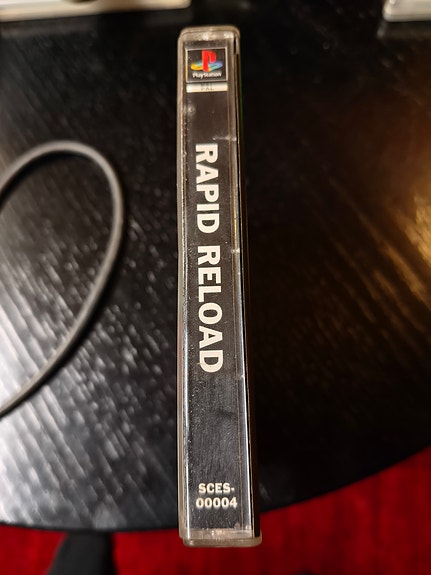 PlayStation
PAL
RAPID RELOAD
SCES-
00004